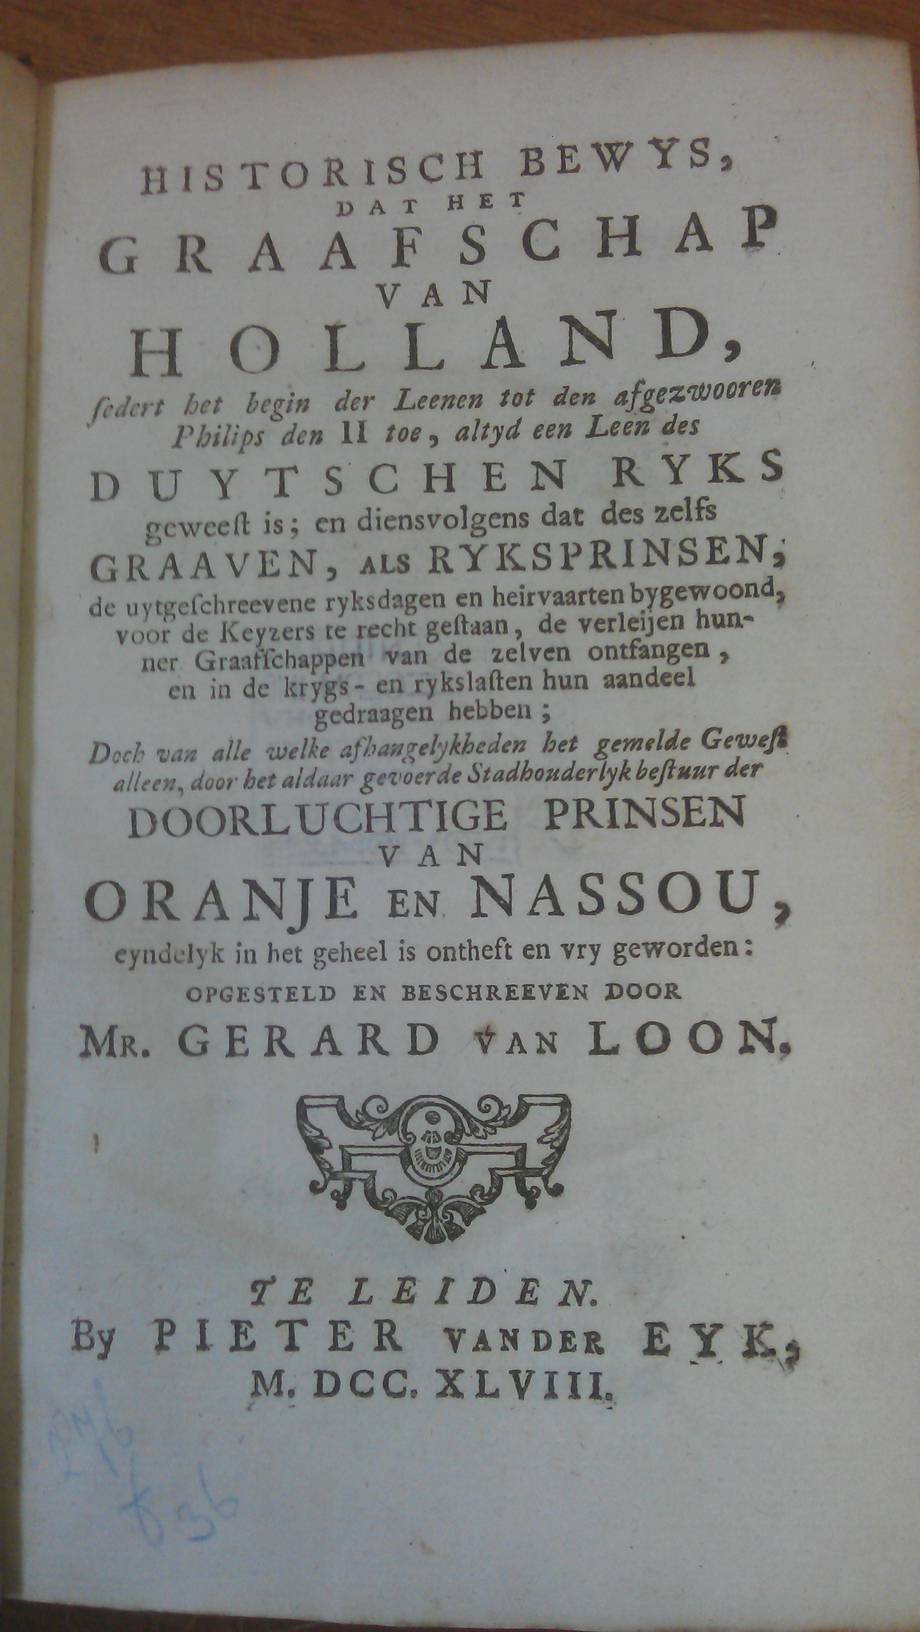 HISTORISCH BEWYS,
DAT HET
GRAAFSCHAP
VAN
HOLLAND,
ſedert het begin der Leenen tot den afgezwooren
Philips den II toe, altyd een Leen des
DUYTSCHEN RYKS
geweeſt is; en diensvolgens dat des zelfs
GRAAVEN, ALS RYKSPRINSEN,
de uytgeſchreevene ryksdagen en heirvaarten bygewoond,
voor de Keyzers te recht geſtaan, de verleijen hun-
ner Graafſchappen van de zelven ontfangen,
en in de krygs- en rykslaſten hun aandeel
gedraagen hebben;
Doch van alle welke afhangelykheden het gemelde Geweſt
alleen, door het aldaar gevoerde Stadhouderlyk beſtuur der
DOORLUCHTIGE PRINSEN
VAN
ORANJE EN NASSOU,
eyndelyk in het geheel is ontheft en vry geworden:
OPGESTELD EN BESCHREEVEN DOOR
MR. GERARD VAN LOON.
TE LEIDEN.
By PIETER VANDER EYK,
M. DCC. XLVIII.